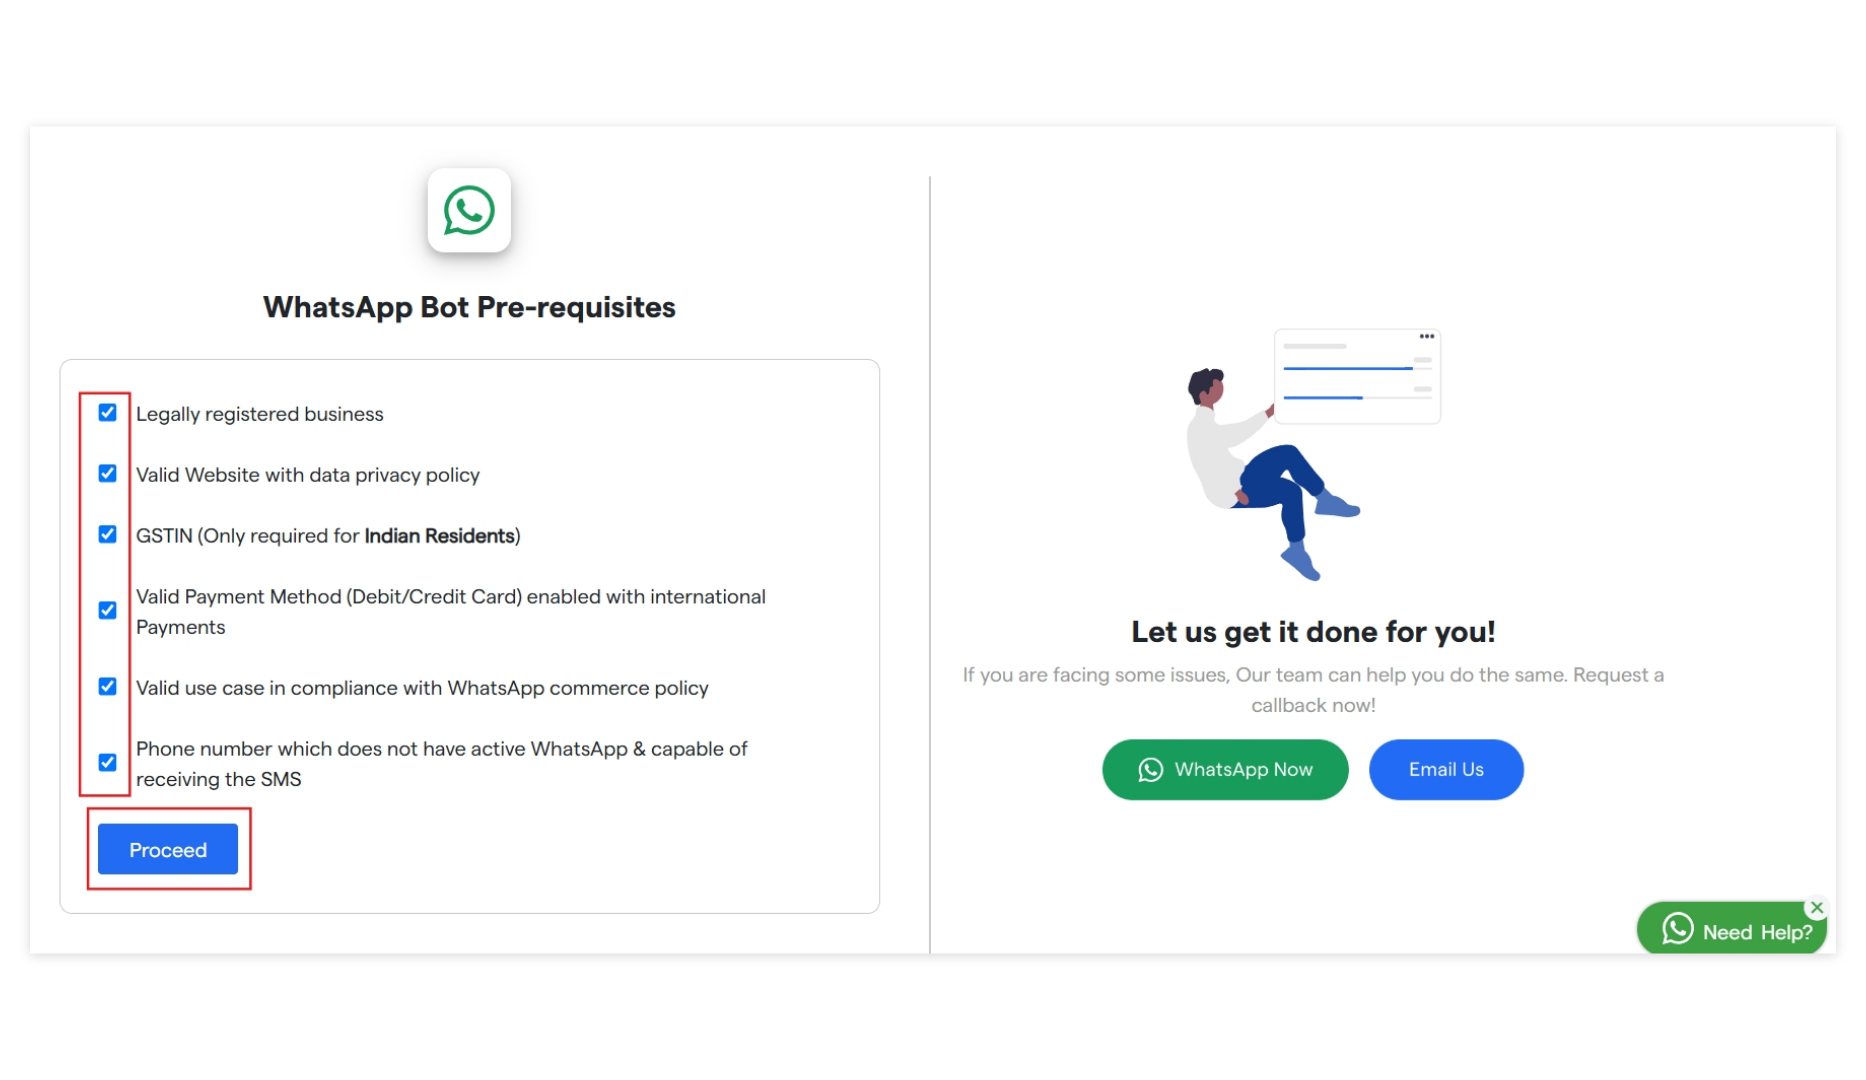 WhatsApp Bot Pre-requisites
Legally registered business
Valid Website with data privacy policy
GSTIN (Only required for Indian Residents)
Valid Payment Method (Debit/Credit Card) enabled with international
Payments
Valid use case in compliance with WhatsApp commerce policy
Phone number which does not have active WhatsApp & capable of
receiving the SMS
Proceed
Let us get it done for you!
If you are facing some issues, Our team can help you do the same. Request a
callback now!
WhatsApp Now
Email Us
Need Help?